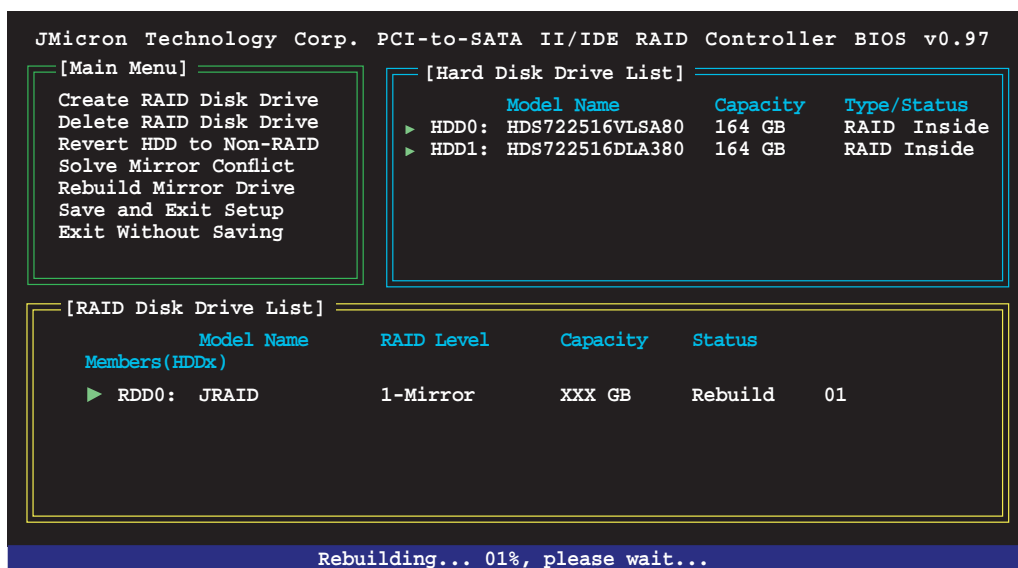 JMicron Technology Corp. PCI-to-SATA II/IDE RAID Controller BIOS v0.97
[Main Menu]
Create RAID Disk Drive
Delete RAID Disk Drive
Revert HDD to Non-RAID
Solve Mirror Conflict
Rebuild Mirror Drive
Save and Exit Setup
Exit Without Saving
[Hard Disk Drive List]
Model Name Capacity Type/Status
HDD0: HDS722516VLSA80 164 GB RAID Inside
HDD1: HDS722516DLA380 164 GB RAID Inside
[RAID Disk Drive List]
Model Name RAID Level Capacity Status
Members(HDDx)
RDD0: JRAID 1-Mirror XXX GB Rebuild 01
Rebuilding... 01%, please wait...